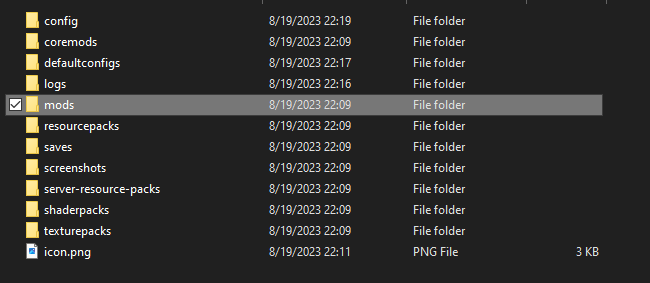 config 8/19/2023 22:19 File folder
coremods 8/19/2023 22:09 File folder
defaultconfigs 8/19/2023 22:17 File folder
logs 8/19/2023 22:16 File folder
mods 8/19/2023 22:09 File folder
resourcepacks 8/19/2023 22:09 File folder
saves 8/19/2023 22:09 File folder
screenshots 8/19/2023 22:09 File folder
server-resource-packs 8/19/2023 22:09 File folder
shaderpacks 8/19/2023 22:09 File folder
texturepacks 8/19/2023 22:09 File folder
icon.png 8/19/2023 22:11 PNG File 3 KB